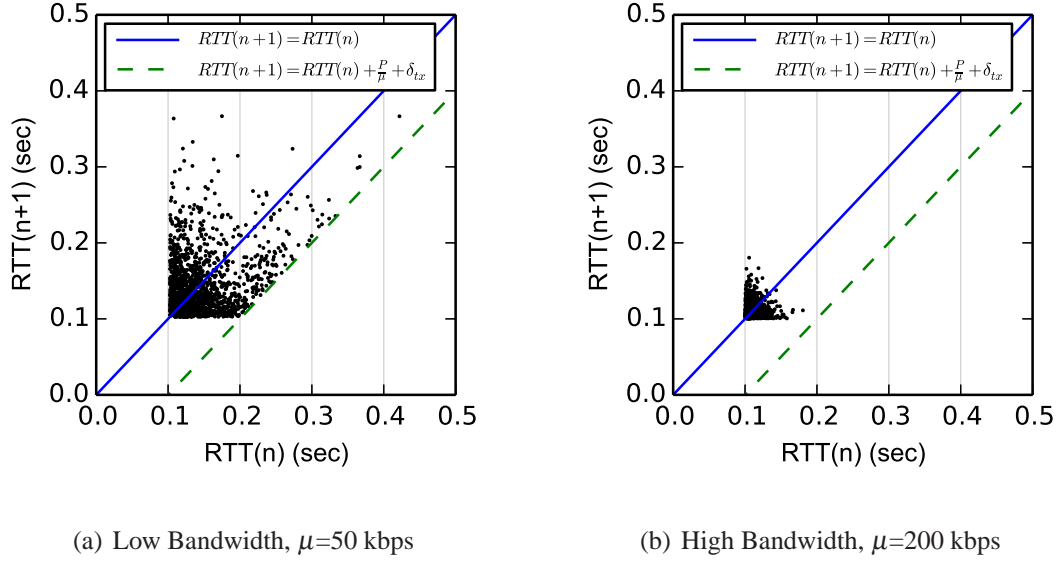 0.5
0.4
0.3
0.2
0.1
0.0
RTT(n+1) (sec)
RTT(n+1)=RTT(n)
RTT(n+1)=RTT(n)+P/μ+δ_tx
0.0 0.1 0.2 0.3 0.4 0.5
RTT(n) (sec)
(a) Low Bandwidth, μ=50 kbps
0.5
0.4
0.3
0.2
0.1
0.0
RTT(n+1) (sec)
RTT(n+1)=RTT(n)
RTT(n+1)=RTT(n)+P/μ+δ_tx
0.0 0.1 0.2 0.3 0.4 0.5
RTT(n) (sec)
(b) High Bandwidth, μ=200 kbps